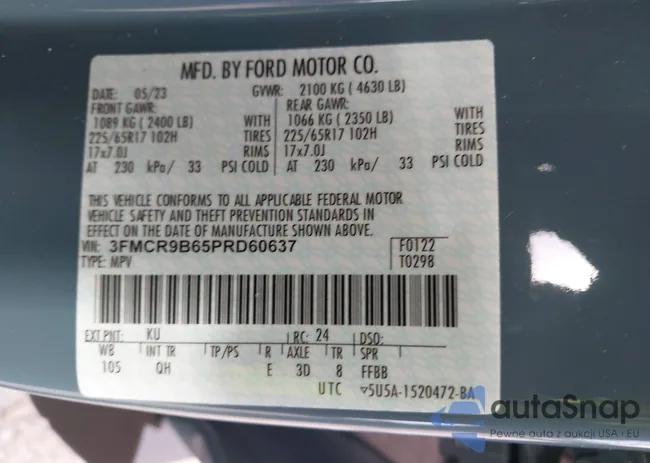 MFD. BY FORD MOTOR CO.
DATE: 05/23 GVWR: 2100 KG ( 4630 LB)
FRONT GAWR: REAR GAWR:
1089 KG ( 2400 LB) WITH 1066 KG ( 2350 LB) WITH
225/65R17 102H TIRES 225/65R17 102H TIRES
17x7.0J RIMS 17x7.0J RIMS
AT 230 kPa/ 33 PSI COLD AT 230 kPa/ 33 PSI COLD
THIS VEHICLE CONFORMS TO ALL APPLICABLE FEDERAL MOTOR
VEHICLE SAFETY AND THEFT PREVENTION STANDARDS IN
EFFECT ON THE DATE OF MANUFACTURE SHOWN ABOVE.
VIN: 3FMCR9B65PRD60637 F0122
TYPE: MPV T0298
EXT PNT: KU RC: 24 DSO:
WB INT TR TP/PS R AXLE TR SPR
105 QH E 3D 8 FFBB
UTC ▿5U5A-1520472-BA
autaSnap
Pewne auto z aukcji USA i EU